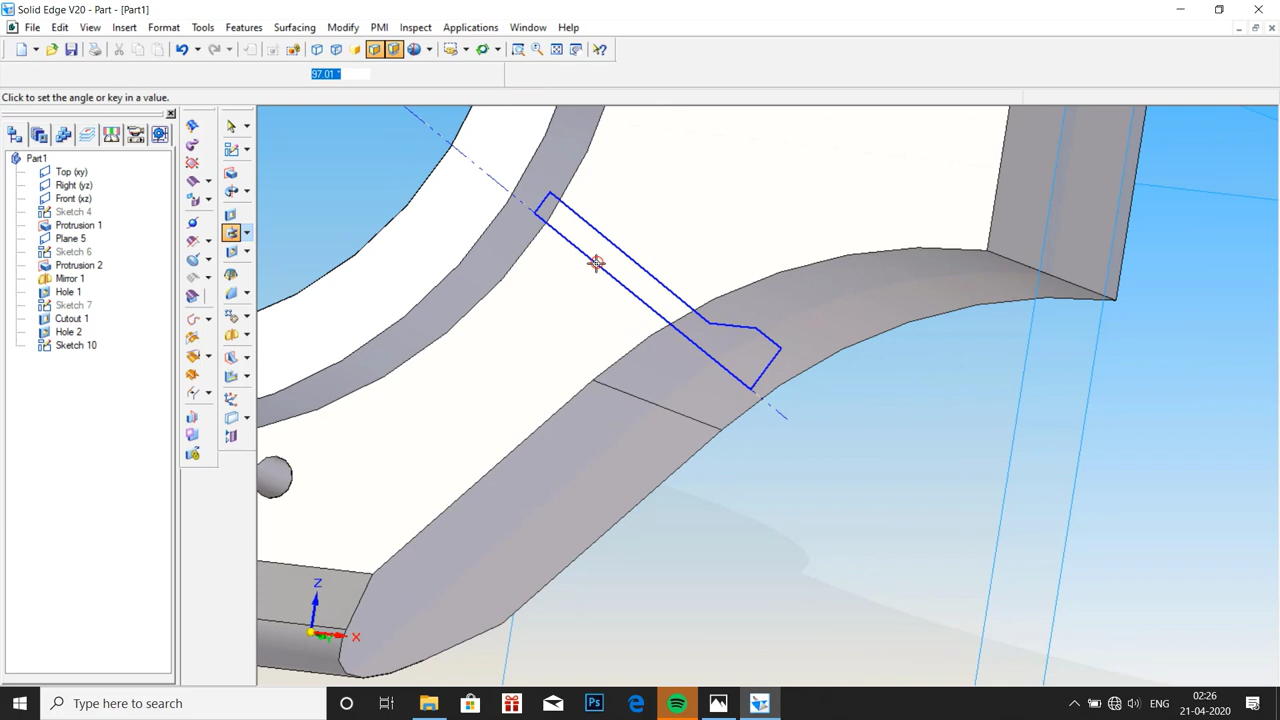 Solid Edge V20 - Part - [Part1]
File Edit View Insert Format Tools Features Surfacing Modify PMI Inspect Applications Window Help
97.01 °
Click to set the angle or key in a value.
Part1
Top (xy)
Right (yz)
Front (xz)
Sketch 4
Protrusion 1
Plane 5
Sketch 6
Protrusion 2
Mirror 1
Hole 1
Sketch 7
Cutout 1
Hole 2
Sketch 10
Z
X
Type here to search
ENG
02:26
21-04-2020